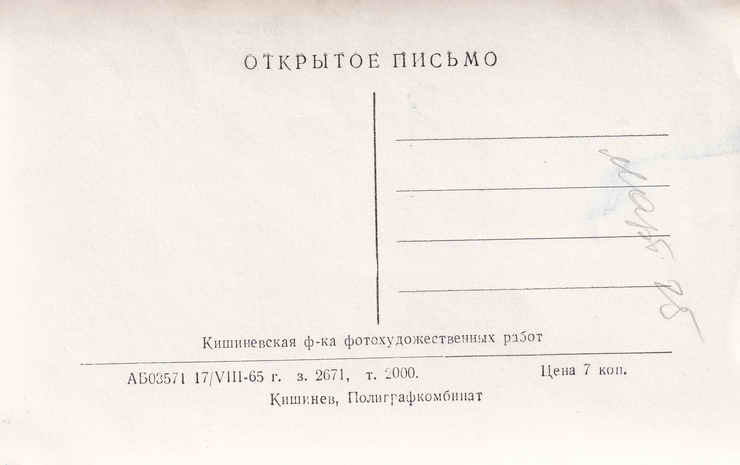 ОТКРЫТОЕ ПИСЬМО
Кишиневская ф-ка фотохудожественных работ
АБ03571 17/VIII-65 г. з. 2671, т. 2000. Цена 7 коп.
Кишинев, Полиграфкомбинат